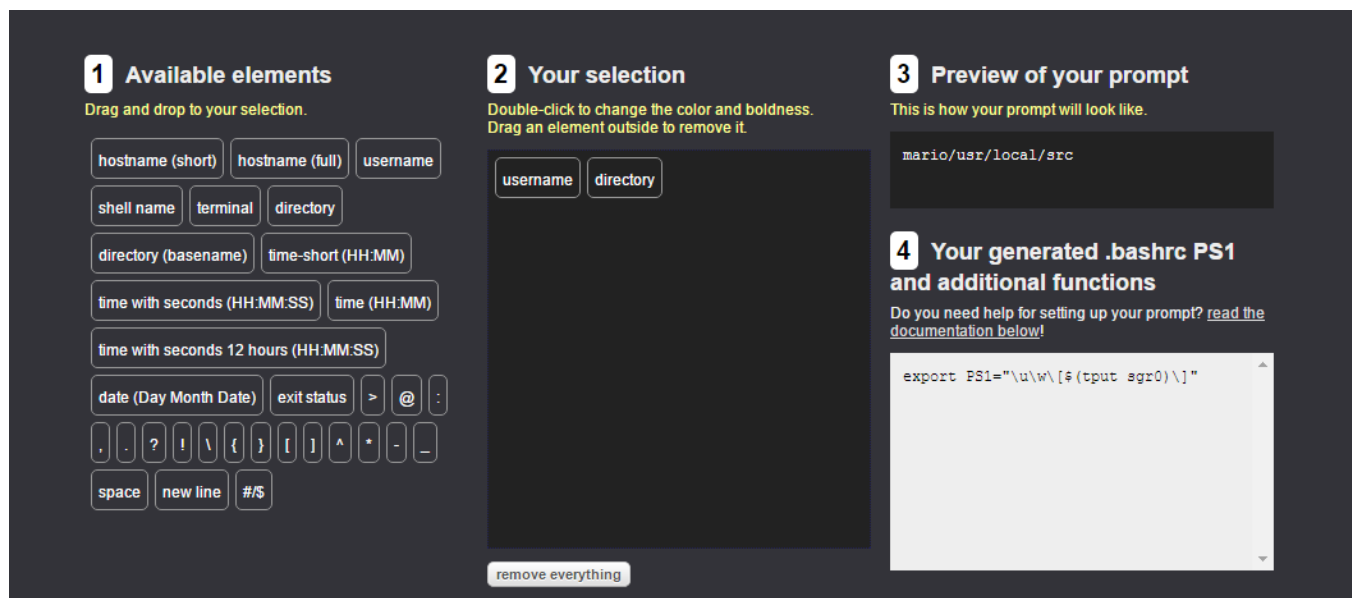 1 Available elements
Drag and drop to your selection.
hostname (short) hostname (full) username
shell name terminal directory
directory (basename) time-short (HH:MM)
time with seconds (HH:MM:SS) time (HH:MM)
time with seconds 12 hours (HH:MM:SS)
date (Day Month Date) exit status > @ :
, . ? ! \ { } [ ] ^ * - _
space new line #/$
2 Your selection
Double-click to change the color and boldness.
Drag an element outside to remove it.
username directory
remove everything
3 Preview of your prompt
This is how your prompt will look like.
mario/usr/local/src
4 Your generated .bashrc PS1
and additional functions
Do you need help for setting up your prompt? read the
documentation below!
export PS1="\u\w\[$(tput sgr0)\]"